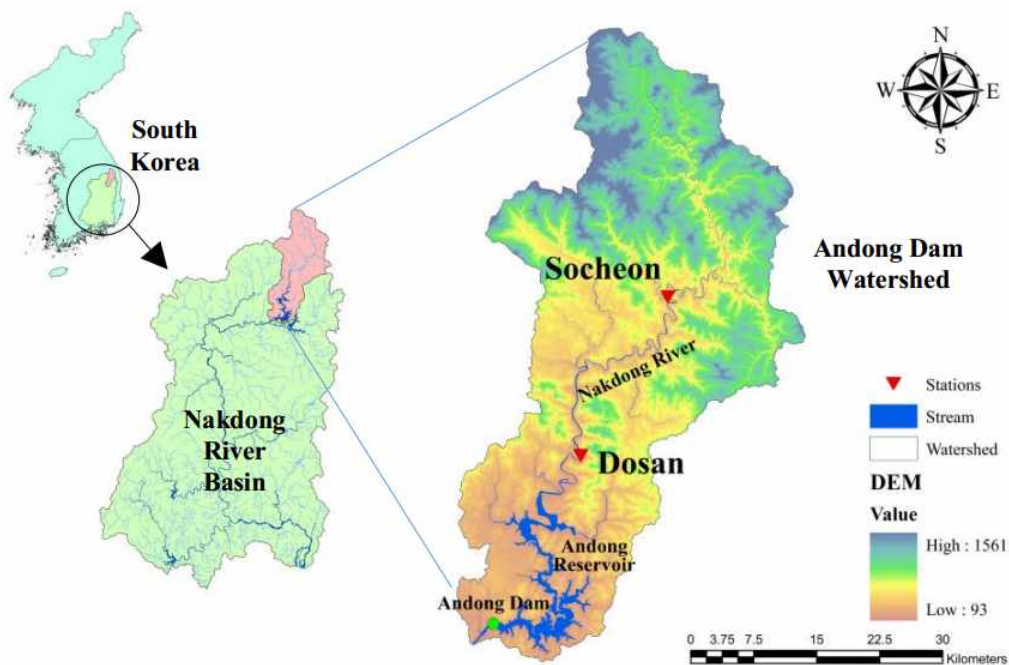 South
Korea
Nakdong
River
Basin
N
W
E
S
Socheon
Nakdong River
Dosan
Andong
Reservoir
Andong Dam
Andong Dam
Watershed
Stations
Stream
Watershed
DEM
Value
High : 1561
Low : 93
0 3.75 7.5 15 22.5 30
Kilometers